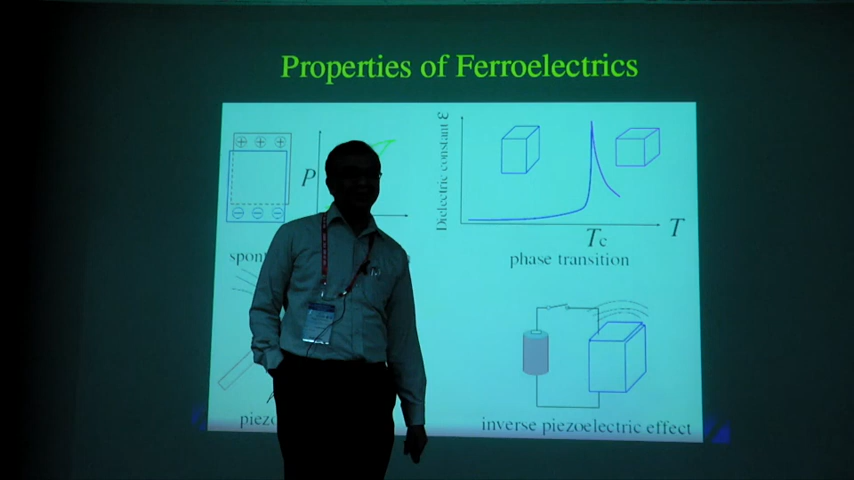 Properties of Ferroelectrics
P
Dielectric constant ε
Tc
T
phase transition
inverse piezoelectric effect